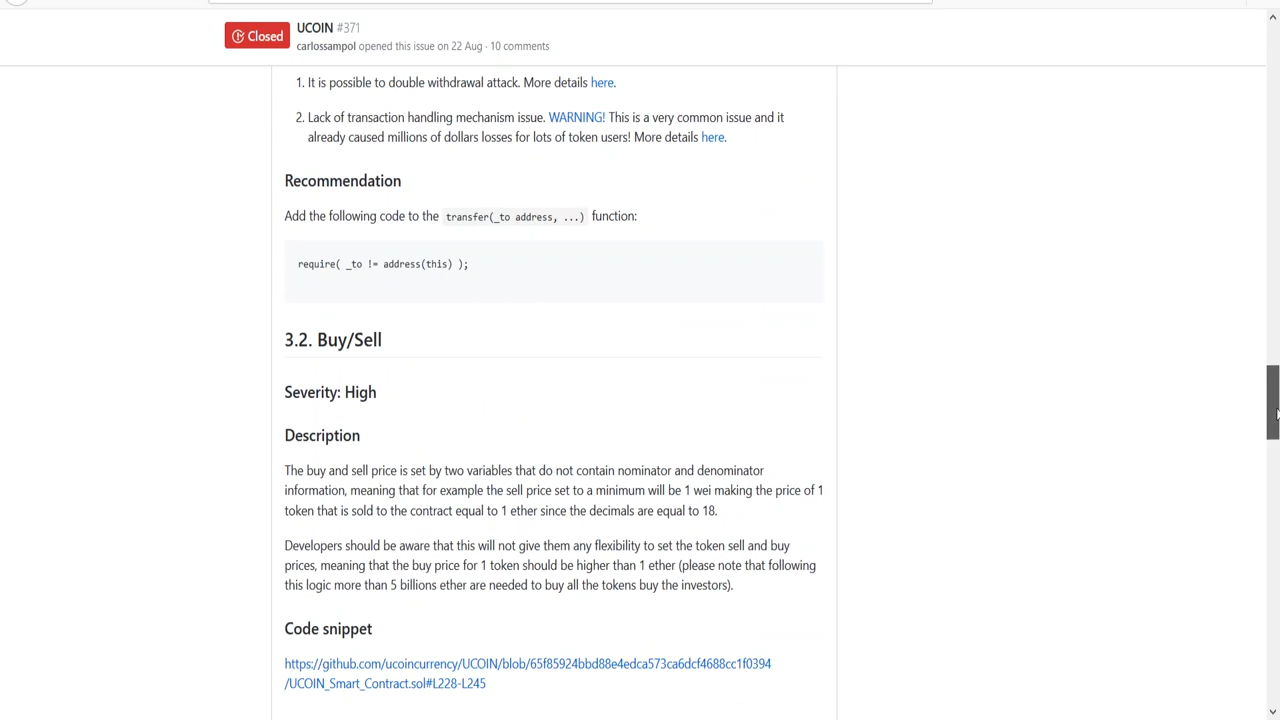 Closed
UCOIN #371
carlossampol opened this issue on 22 Aug · 10 comments
1. It is possible to double withdrawal attack. More details here.
2. Lack of transaction handling mechanism issue. WARNING! This is a very common issue and it
already caused millions of dollars losses for lots of token users! More details here.
Recommendation
Add the following code to the transfer(_to address, ...) function:
require( _to != address(this) );
3.2. Buy/Sell
Severity: High
Description
The buy and sell price is set by two variables that do not contain nominator and denominator
information, meaning that for example the sell price set to a minimum will be 1 wei making the price of 1
token that is sold to the contract equal to 1 ether since the decimals are equal to 18.
Developers should be aware that this will not give them any flexibility to set the token sell and buy
prices, meaning that the buy price for 1 token should be higher than 1 ether (please note that following
this logic more than 5 billions ether are needed to buy all the tokens buy the investors).
Code snippet
https://github.com/ucoincurrency/UCOIN/blob/65f85924bbd88e4edca573ca6dcf4688cc1f0394
/UCOIN_Smart_Contract.sol#L228-L245